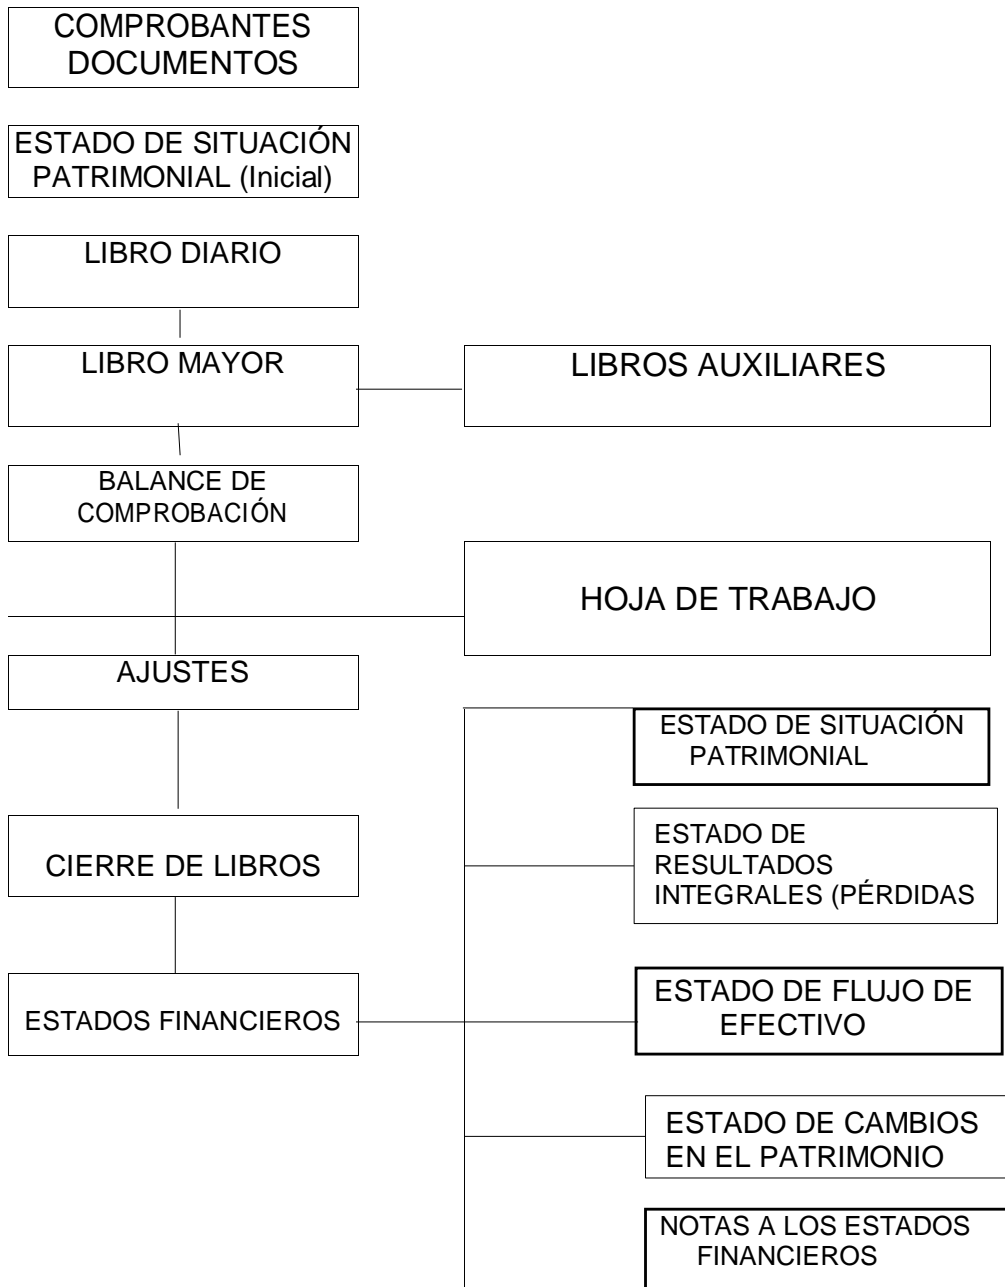 COMPROBANTES
DOCUMENTOS
ESTADO DE SITUACIÓN
PATRIMONIAL (Inicial)
LIBRO DIARIO
LIBRO MAYOR
LIBROS AUXILIARES
BALANCE DE
COMPROBACIÓN
HOJA DE TRABAJO
AJUSTES
ESTADO DE SITUACIÓN
PATRIMONIAL
ESTADO DE
RESULTADOS
INTEGRALES (PÉRDIDAS
CIERRE DE LIBROS
ESTADO DE FLUJO DE
EFECTIVO
ESTADOS FINANCIEROS
ESTADO DE CAMBIOS
EN EL PATRIMONIO
NOTAS A LOS ESTADOS
FINANCIEROS